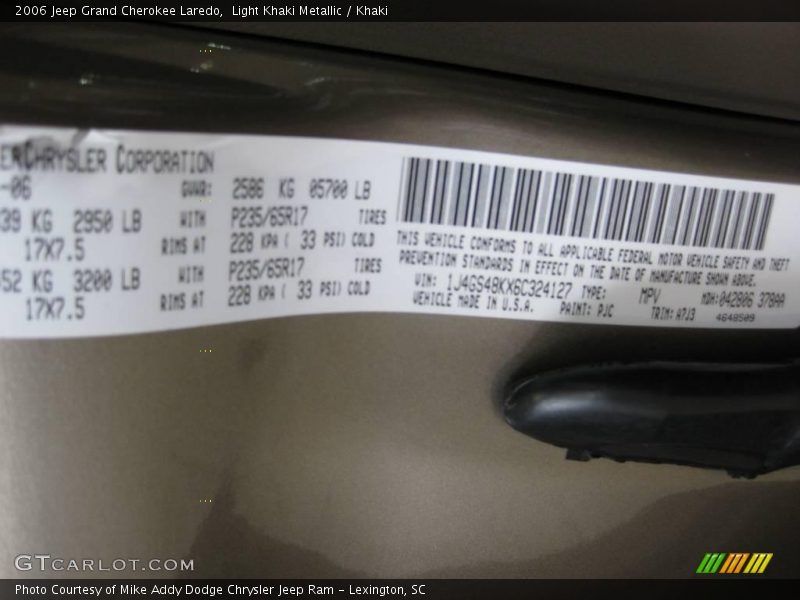 2006 Jeep Grand Cherokee Laredo,  Light Khaki Metallic / Khaki
ERCHRYSLER CORPORATION
-06
GVWR: 2586 KG 05700 LB
39 KG 2950 LB WITH P235/65R17 TIRES
17X7.5 RIMS AT 228 KPA ( 33 PSI) COLD
52 KG 3200 LB WITH P235/65R17 TIRES
17X7.5 RIMS AT 228 KPA ( 33 PSI) COLD
THIS VEHICLE CONFORMS TO ALL APPLICABLE FEDERAL MOTOR VEHICLE SAFETY AND THEFT
PREVENTION STANDARDS IN EFFECT ON THE DATE OF MANUFACTURE SHOWN ABOVE.
VIN: 1J4GS48KX6C324127 TYPE: MPV MDH:042806 378AA
VEHICLE MADE IN U.S.A. PAINT: PJC TRIM:A7J3 4648509
GTCARLOT.COM
Photo Courtesy of Mike Addy Dodge Chrysler Jeep Ram – Lexington, SC